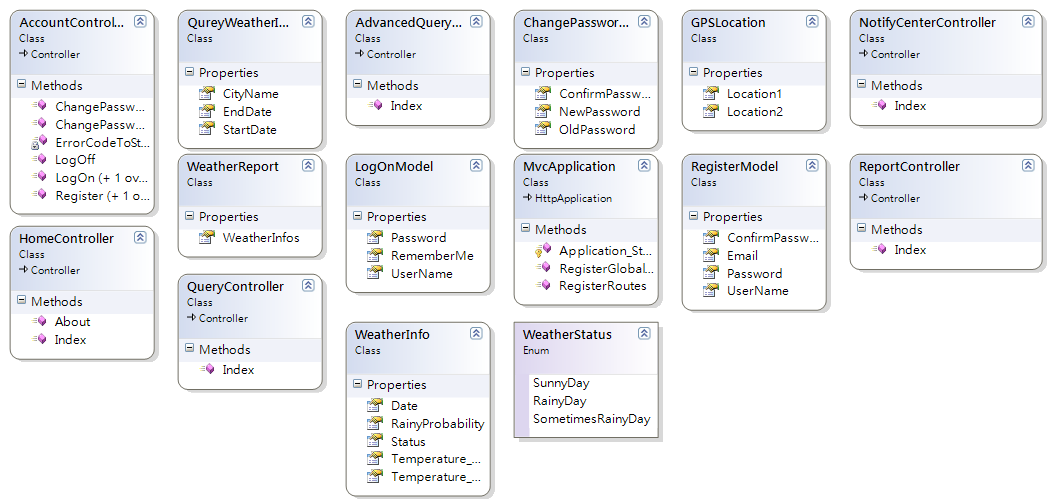 AccountControl...
Class
Controller
Methods
ChangePassw...
ChangePassw...
ErrorCodeToSt...
LogOff
LogOn (+ 1 ov...
Register (+ 1 o...
HomeController
Class
Controller
Methods
About
Index
QureyWeatherI...
Class
Properties
CityName
EndDate
StartDate
WeatherReport
Class
Properties
WeatherInfos
QueryController
Class
Controller
Methods
Index
AdvancedQuery...
Class
Controller
Methods
Index
LogOnModel
Class
Properties
Password
RememberMe
UserName
WeatherInfo
Class
Properties
Date
RainyProbability
Status
Temperature_...
Temperature_...
ChangePasswor...
Class
Properties
ConfirmPassw...
NewPassword
OldPassword
MvcApplication
Class
HttpApplication
Methods
Application_St...
RegisterGlobal...
RegisterRoutes
WeatherStatus
Enum
SunnyDay
RainyDay
SometimesRainyDay
GPSLocation
Class
Properties
Location1
Location2
RegisterModel
Class
Properties
ConfirmPassw...
Email
Password
UserName
NotifyCenterController
Class
Controller
Methods
Index
ReportController
Class
Controller
Methods
Index